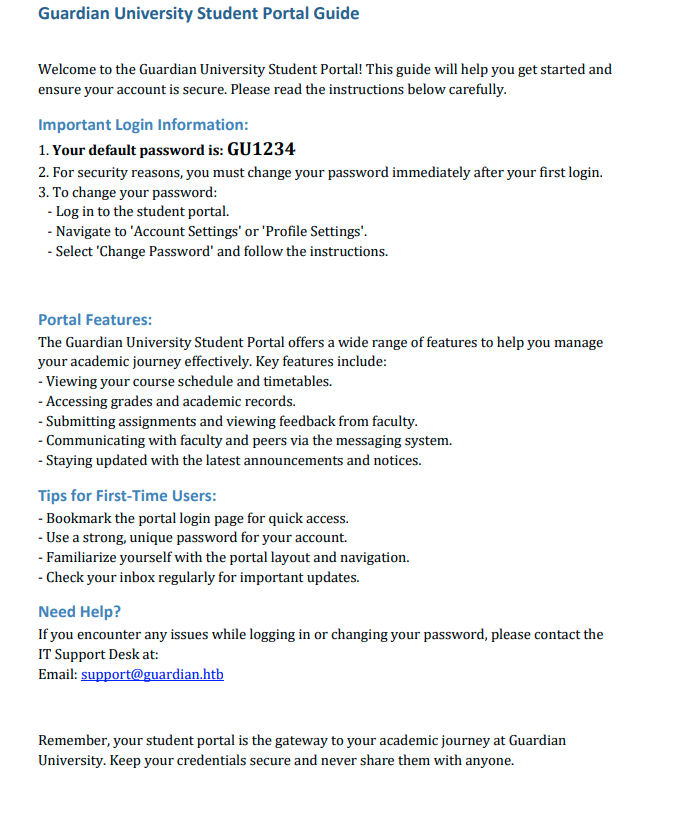 Guardian University Student Portal Guide
Welcome to the Guardian University Student Portal! This guide will help you get started and
ensure your account is secure. Please read the instructions below carefully.
Important Login Information:
1. Your default password is: GU1234
2. For security reasons, you must change your password immediately after your first login.
3. To change your password:
- Log in to the student portal.
- Navigate to 'Account Settings' or 'Profile Settings'.
- Select 'Change Password' and follow the instructions.
Portal Features:
The Guardian University Student Portal offers a wide range of features to help you manage
your academic journey effectively. Key features include:
- Viewing your course schedule and timetables.
- Accessing grades and academic records.
- Submitting assignments and viewing feedback from faculty.
- Communicating with faculty and peers via the messaging system.
- Staying updated with the latest announcements and notices.
Tips for First-Time Users:
- Bookmark the portal login page for quick access.
- Use a strong, unique password for your account.
- Familiarize yourself with the portal layout and navigation.
- Check your inbox regularly for important updates.
Need Help?
If you encounter any issues while logging in or changing your password, please contact the
IT Support Desk at:
Email: support@guardian.htb
Remember, your student portal is the gateway to your academic journey at Guardian
University. Keep your credentials secure and never share them with anyone.